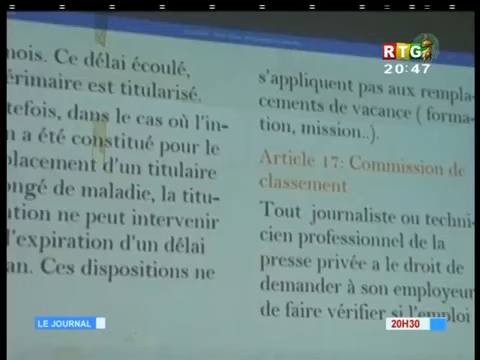 RTG
20:47
mois. Ce délai écoulé,
érimaire est titularisé.
tefois, dans le cas où l'in-
n a été constitué pour le
placement d'un titulaire
ongé de maladie, la titu-
ation ne peut intervenir
l'expiration d'un délai
an. Ces dispositions ne
s'appliquent pas aux rempla-
cements de vacance ( forma-
tion, mission..).
Article 17: Commission de
classement
Tout journaliste ou techni-
cien professionnel de la
presse privée a le droit de
demander à son employeur
de faire vérifier si l'emploi
LE JOURNAL
20H30